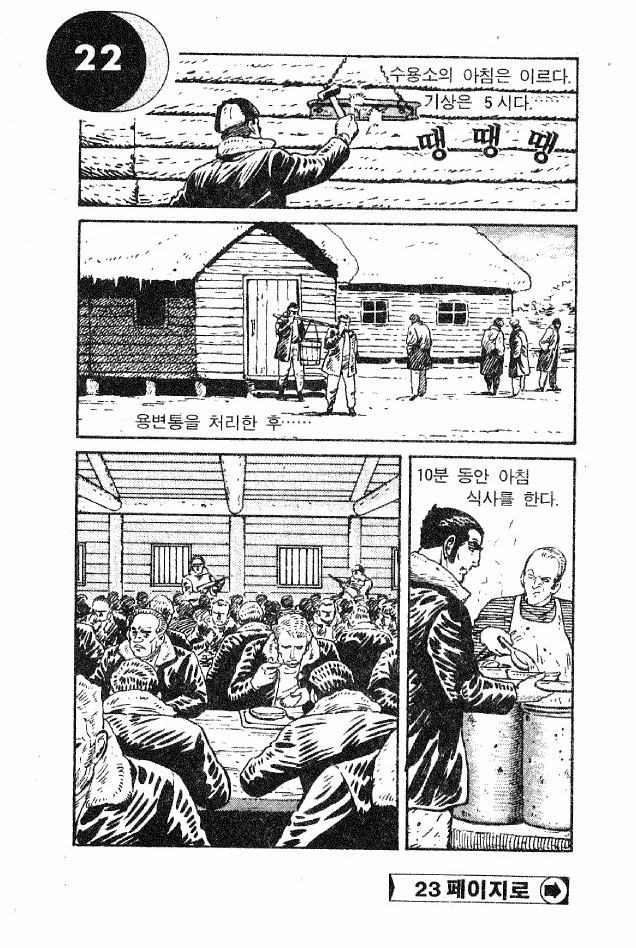 22
수용소의 아침은 이르다.
기상은 5시다.……
땡 땡 땡
용변통을 처리한 후……
10분 동안 아침
식사를 한다.
23페이지로